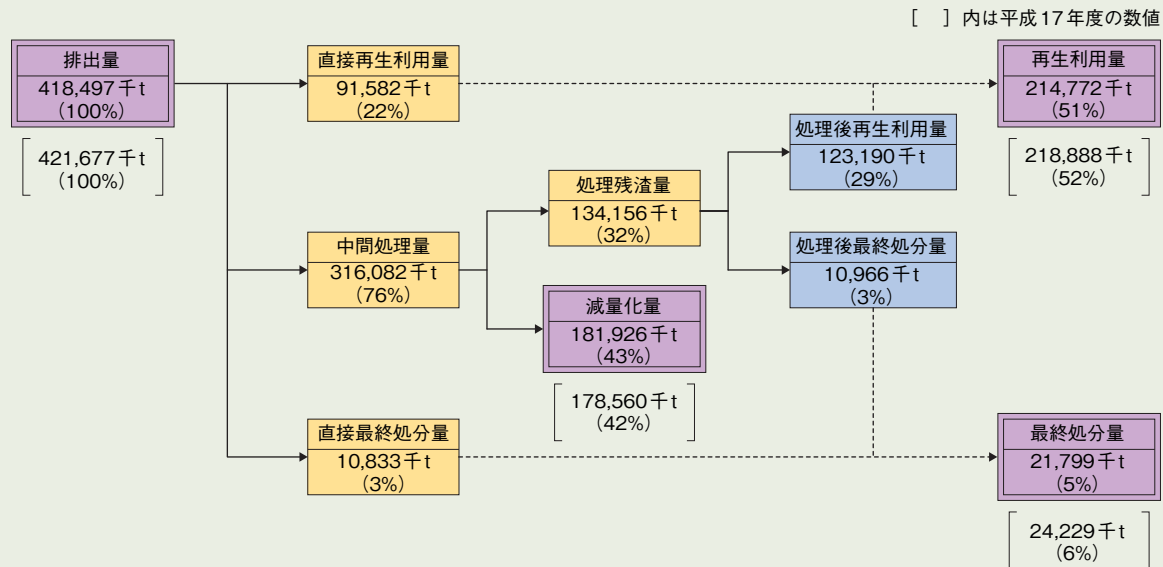 [　] 内は平成17年度の数値
排出量
418,497千t
(100%)
421,677千t
(100%)
直接再生利用量
91,582千t
(22%)
中間処理量
316,082千t
(76%)
直接最終処分量
10,833千t
(3%)
処理残渣量
134,156千t
(32%)
減量化量
181,926千t
(43%)
178,560千t
(42%)
処理後再生利用量
123,190千t
(29%)
処理後最終処分量
10,966千t
(3%)
再生利用量
214,772千t
(51%)
218,888千t
(52%)
最終処分量
21,799千t
(5%)
24,229千t
(6%)